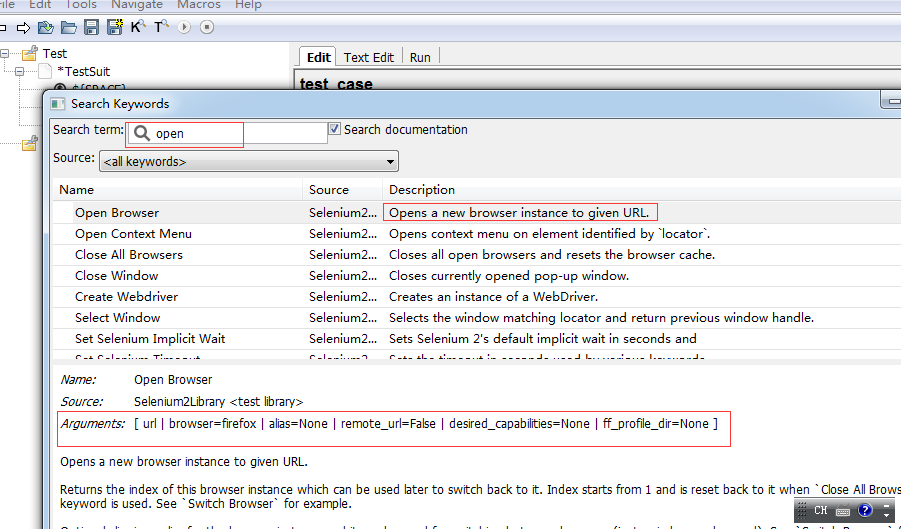 File Edit Tools Navigate Macros Help
K T
Test
*TestSuit
${SPACE}
Edit Text Edit Run
test_case
Search Keywords
Search term: open Search documentation
Source: <all keywords>
Name Source Description
Open Browser Selenium2... Opens a new browser instance to given URL.
Open Context Menu Selenium2... Opens context menu on element identified by `locator`.
Close All Browsers Selenium2... Closes all open browsers and resets the browser cache.
Close Window Selenium2... Closes currently opened pop-up window.
Create Webdriver Selenium2... Creates an instance of a WebDriver.
Select Window Selenium2... Selects the window matching locator and return previous window handle.
Set Selenium Implicit Wait Selenium2... Sets Selenium 2's default implicit wait in seconds and
Set Selenium Timeout Selenium2... Sets the timeout in seconds used by various keywords.
Name: Open Browser
Source: Selenium2Library <test library>
Arguments: [ url | browser=firefox | alias=None | remote_url=False | desired_capabilities=None | ff_profile_dir=None ]
Opens a new browser instance to given URL.
Returns the index of this browser instance which can be used later to switch back to it. Index starts from 1 and is reset back to it when `Close All Brows
keyword is used. See `Switch Browser` for example.
CH